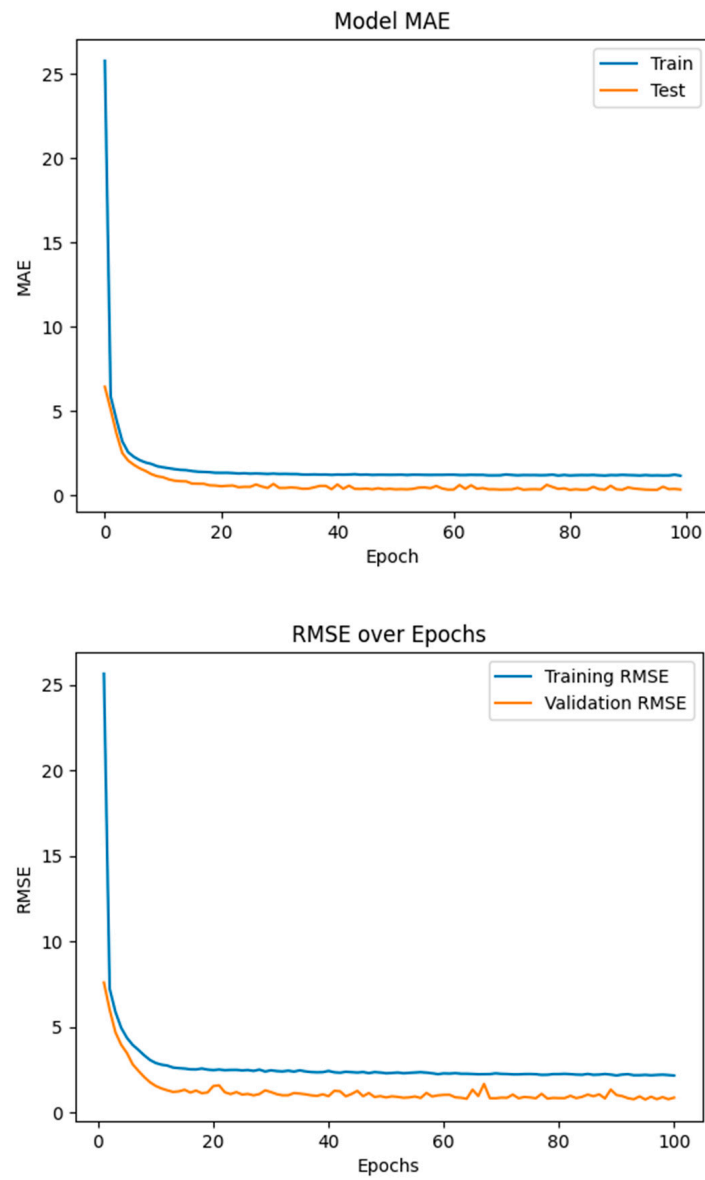 Model MAE
Train
Test
25
20
15
10
5
0
MAE
0 20 40 60 80 100
Epoch
RMSE over Epochs
Training RMSE
Validation RMSE
25
20
15
10
5
0
RMSE
0 20 40 60 80 100
Epochs